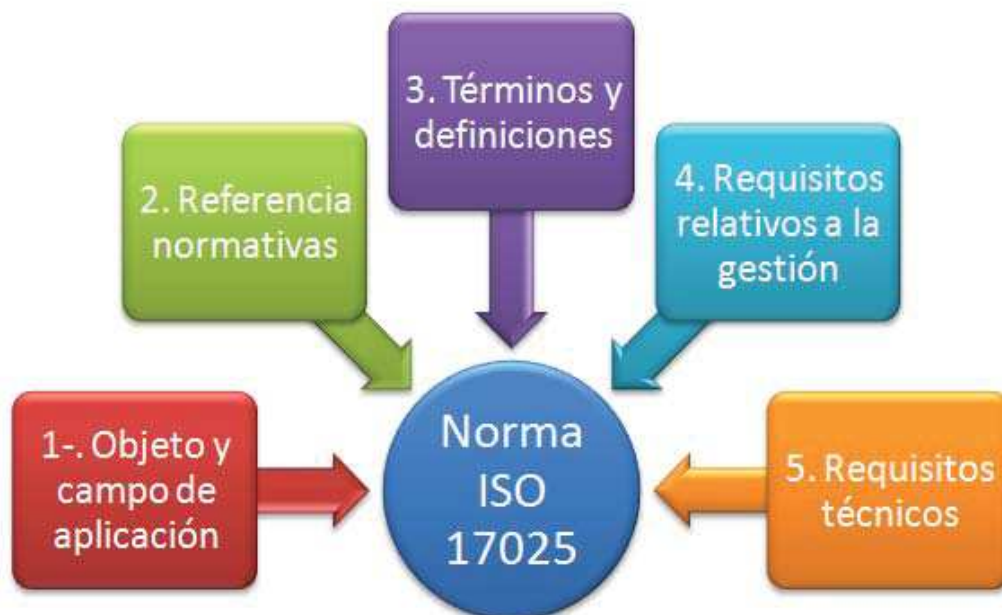 1-. Objeto y
campo de
aplicación
2. Referencia
normativas
3. Términos y
definiciones
4. Requisitos
relativos a la
gestión
5. Requisitos
técnicos
Norma
ISO
17025